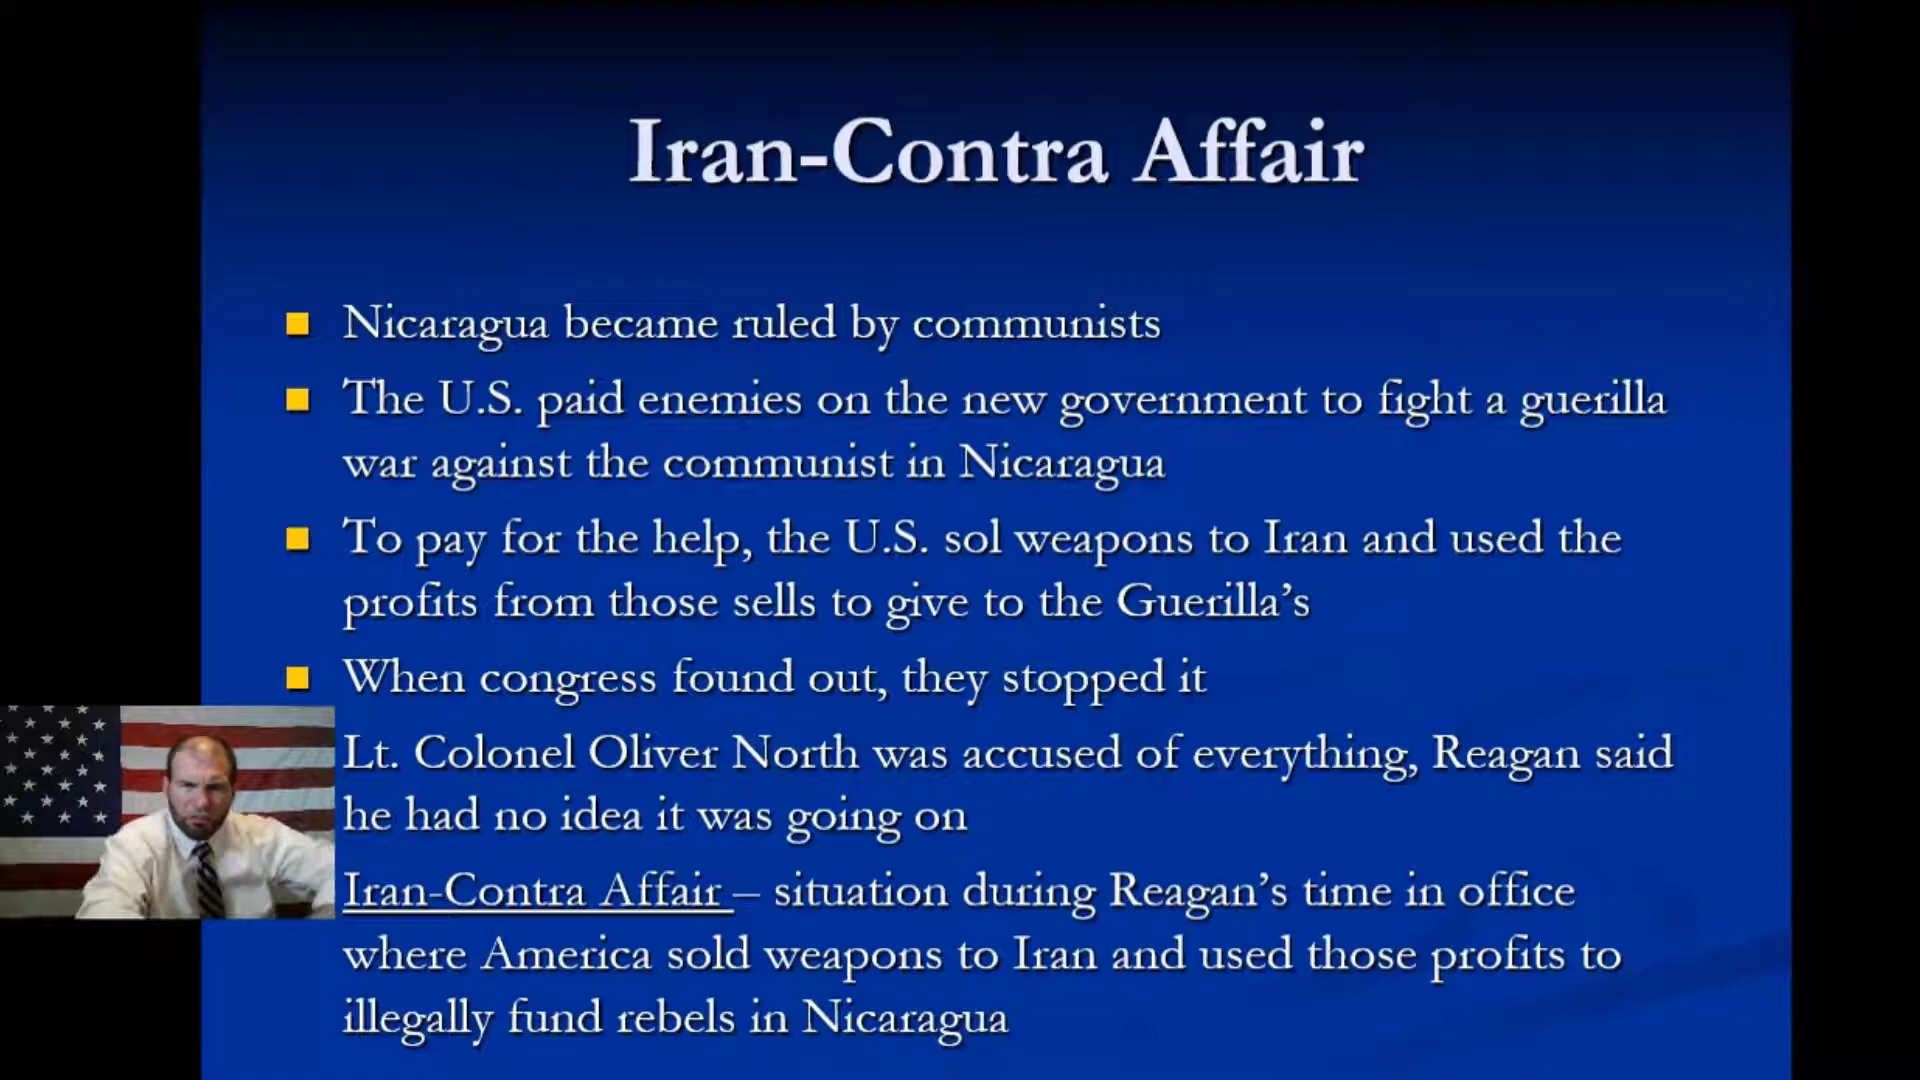 Iran-Contra Affair
Nicaragua became ruled by communists
The U.S. paid enemies on the new government to fight a guerilla
war against the communist in Nicaragua
To pay for the help, the U.S. sol weapons to Iran and used the
profits from those sells to give to the Guerilla’s
When congress found out, they stopped it
Lt. Colonel Oliver North was accused of everything, Reagan said
he had no idea it was going on
Iran-Contra Affair – situation during Reagan’s time in office
where America sold weapons to Iran and used those profits to
illegally fund rebels in Nicaragua